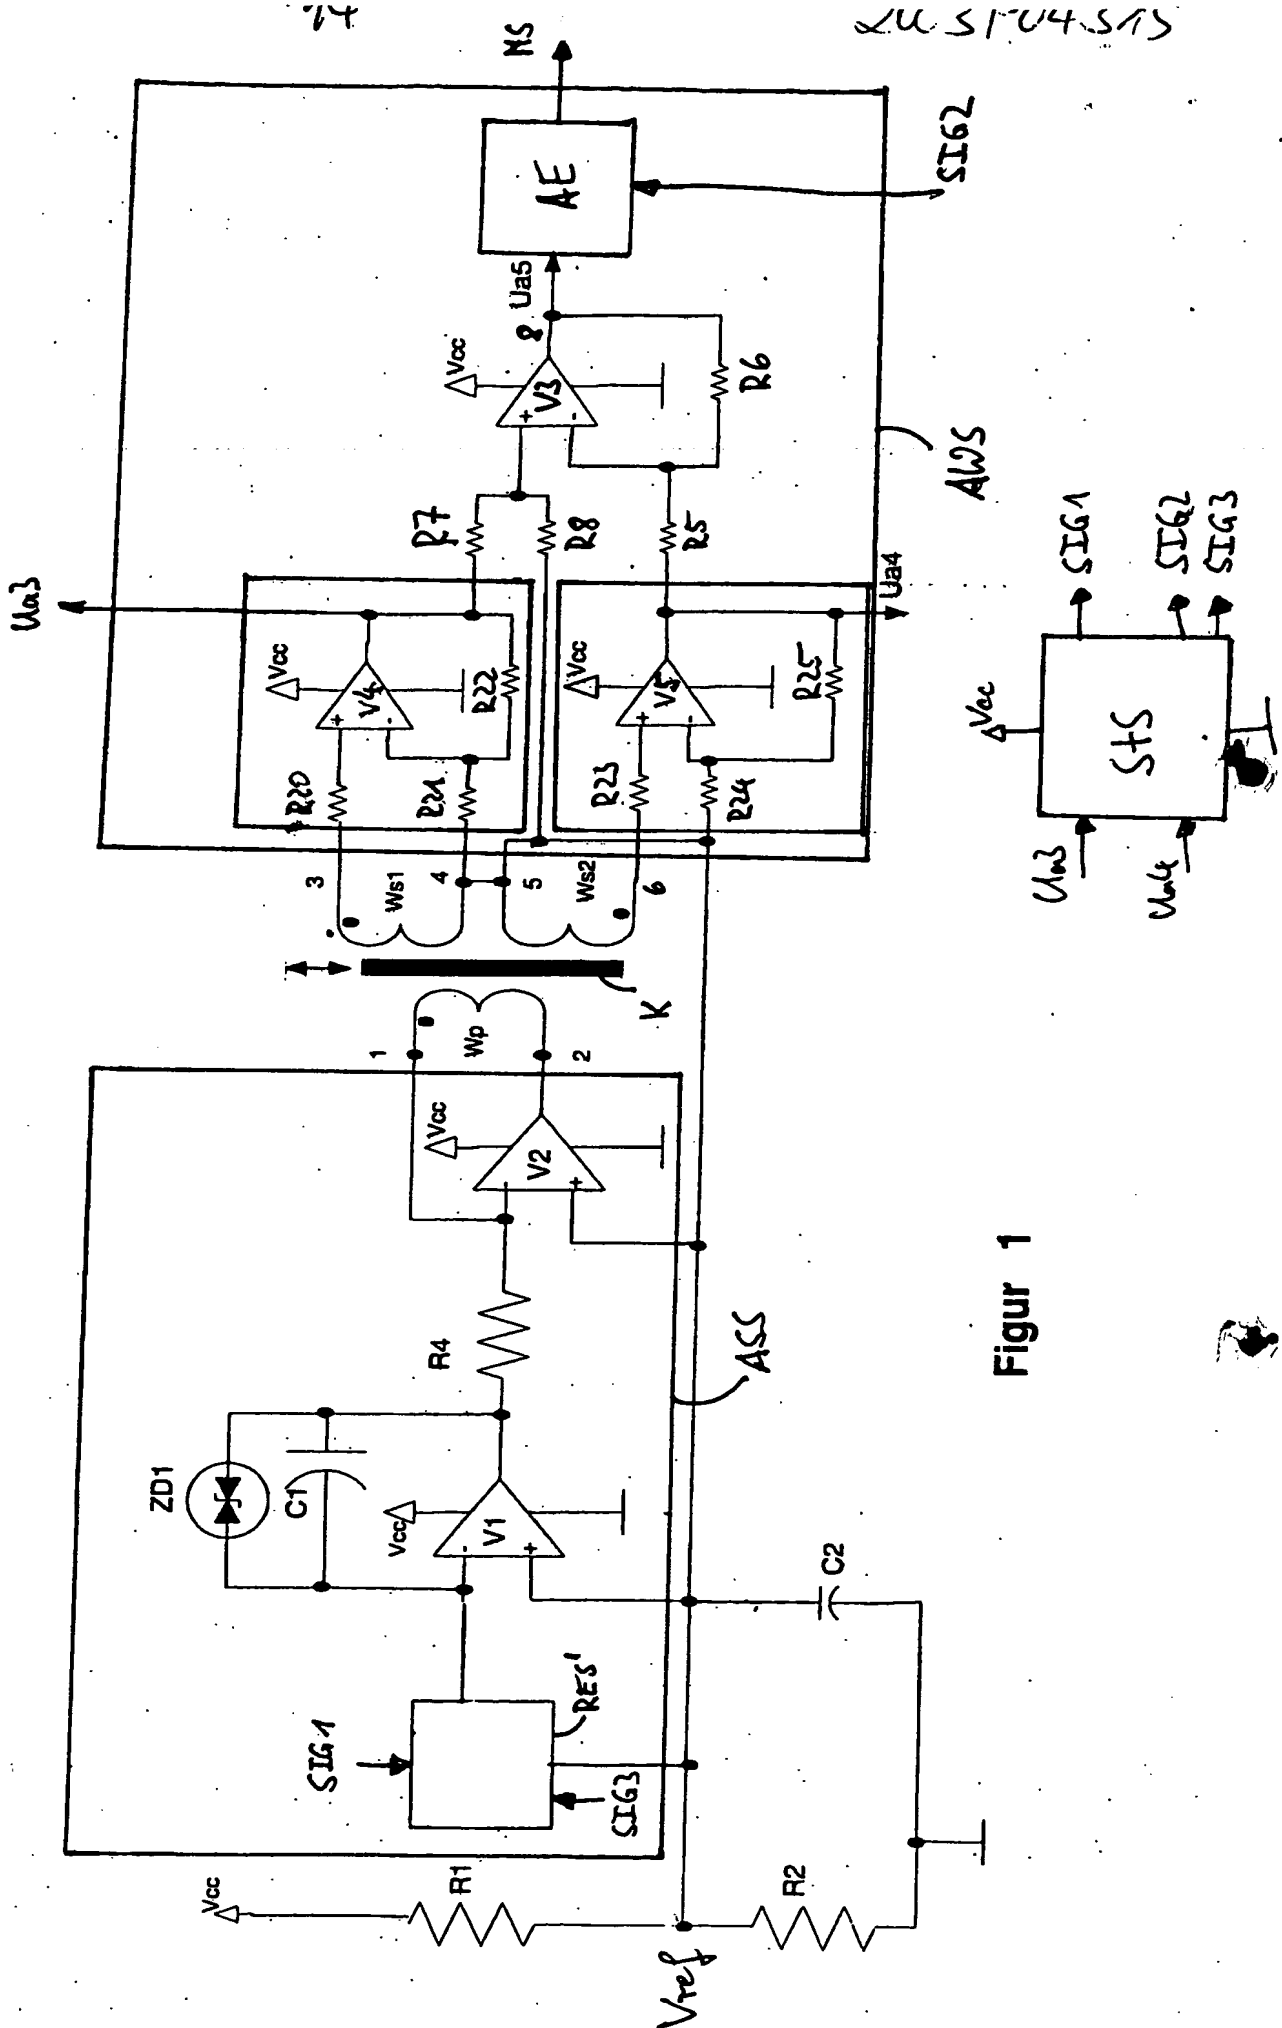 Ua3
MS
AE
SIG2
Ua5
8
Vcc
V3
+
-
R6
AWS
R7
R8
R5
Ua4
Vcc
V4
+
-
R22
R20
R21
Vcc
V5
+
-
R25
R23
R24
3
4
5
6
Ws1
Ws2
K
Wp
1
2
Vcc
V2
-
+
R4
ASS
ZD1
C1
Vcc
V1
-
+
C2
RES'
SIG1
SIG3
Vcc
R1
R2
Vref
Vcc
StS
Ua3
Ua4
SIG1
SIG2
SIG3
Figur 1